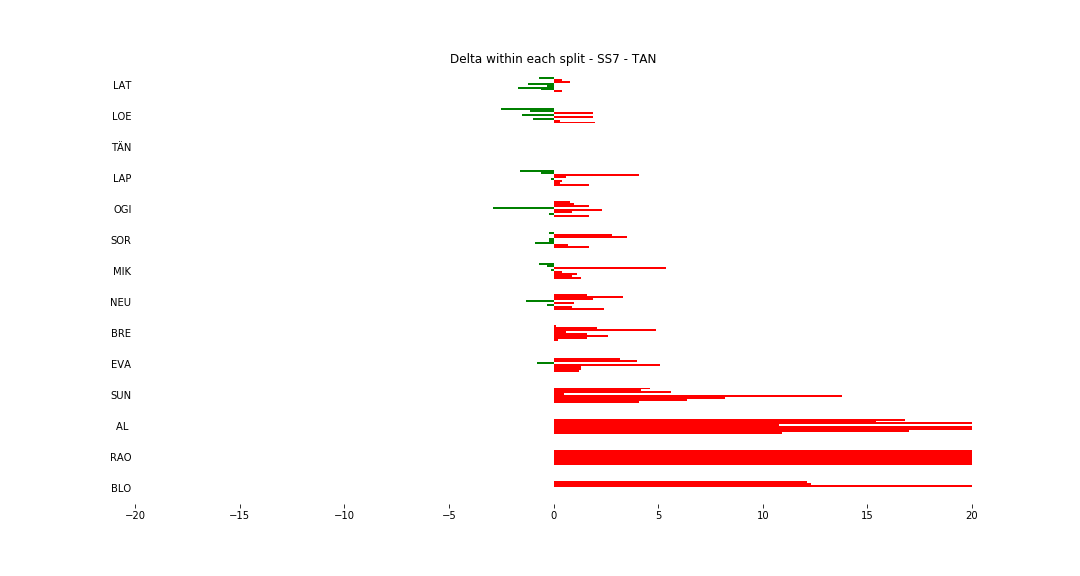 Delta within each split - SS7 - TAN
LAT
LOE
TÄN
LAP
OGI
SOR
MIK
NEU
BRE
EVA
SUN
AL
RAO
BLO
−20 −15 −10 −5 0 5 10 15 20